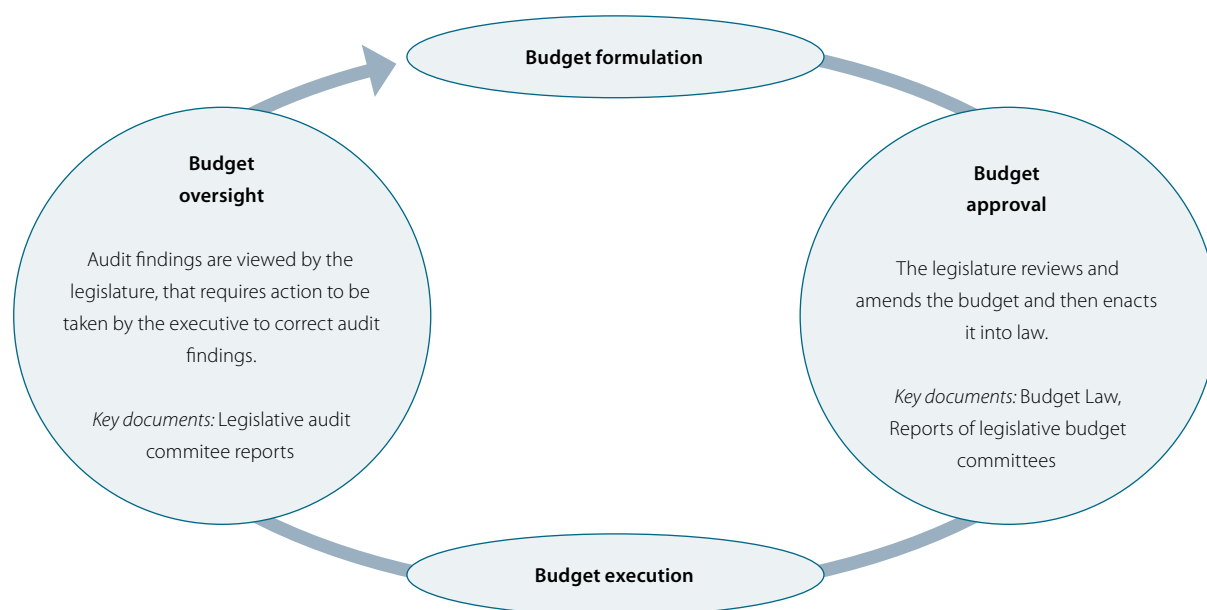 Budget formulation
Budget
oversight
Audit findings are viewed by the
legislature, that requires action to be
taken by the executive to correct audit
findings.
Key documents: Legislative audit
commitee reports
Budget
approval
The legislature reviews and
amends the budget and then enacts
it into law.
Key documents: Budget Law,
Reports of legislative budget
committees
Budget execution